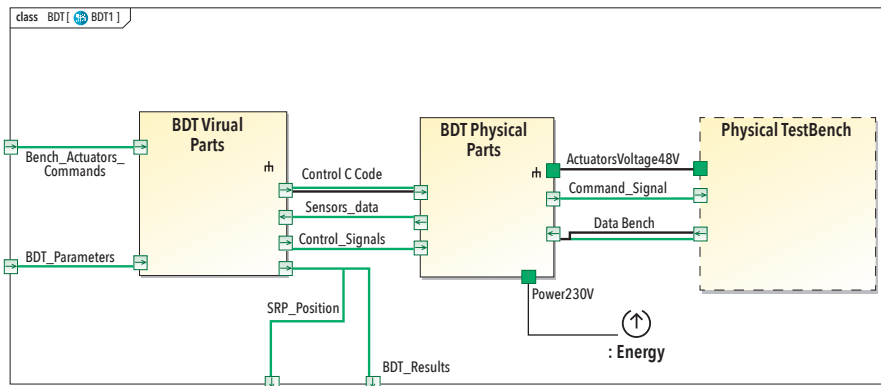 class BDT [ BDT1 ]
BDT Virual
Parts
BDT Physical
Parts
Physical TestBench
Bench_Actuators_
Commands
Control C Code
ActuatorsVoltage48V
Command_Signal
Sensors_data
Data Bench
Control_Signals
BDT_Parameters
Power230V
SRP_Position
: Energy
BDT_Results